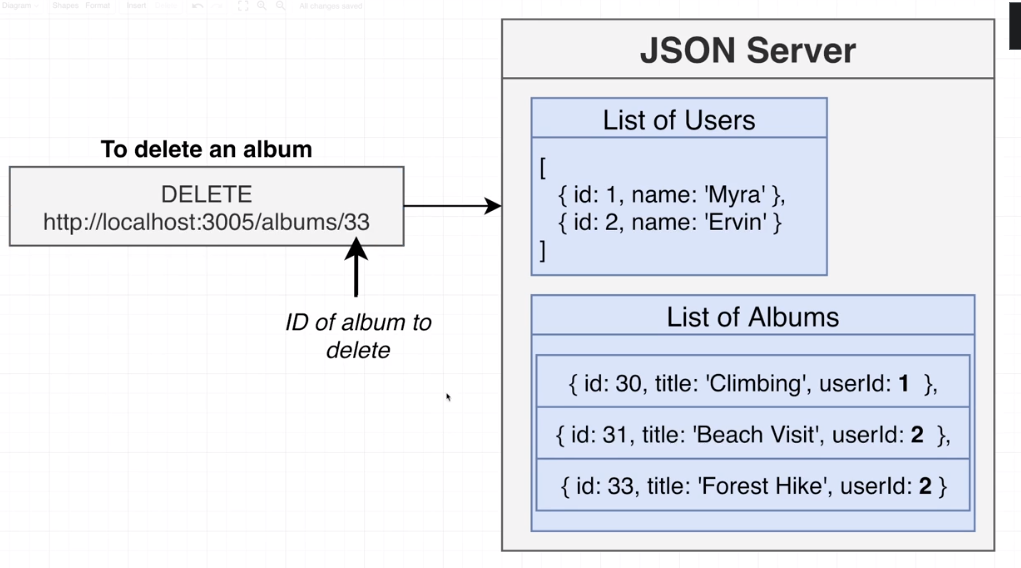 Diagram
Shapes
Format
Insert
All changes saved
JSON Server
List of Users
[
{ id: 1, name: 'Myra' },
{ id: 2, name: 'Ervin' }
]
To delete an album
DELETE
http://localhost:3005/albums/33
ID of album to
delete
List of Albums
{ id: 30, title: 'Climbing', userId: 1 },
{ id: 31, title: 'Beach Visit', userId: 2 },
{ id: 33, title: 'Forest Hike', userId: 2 }